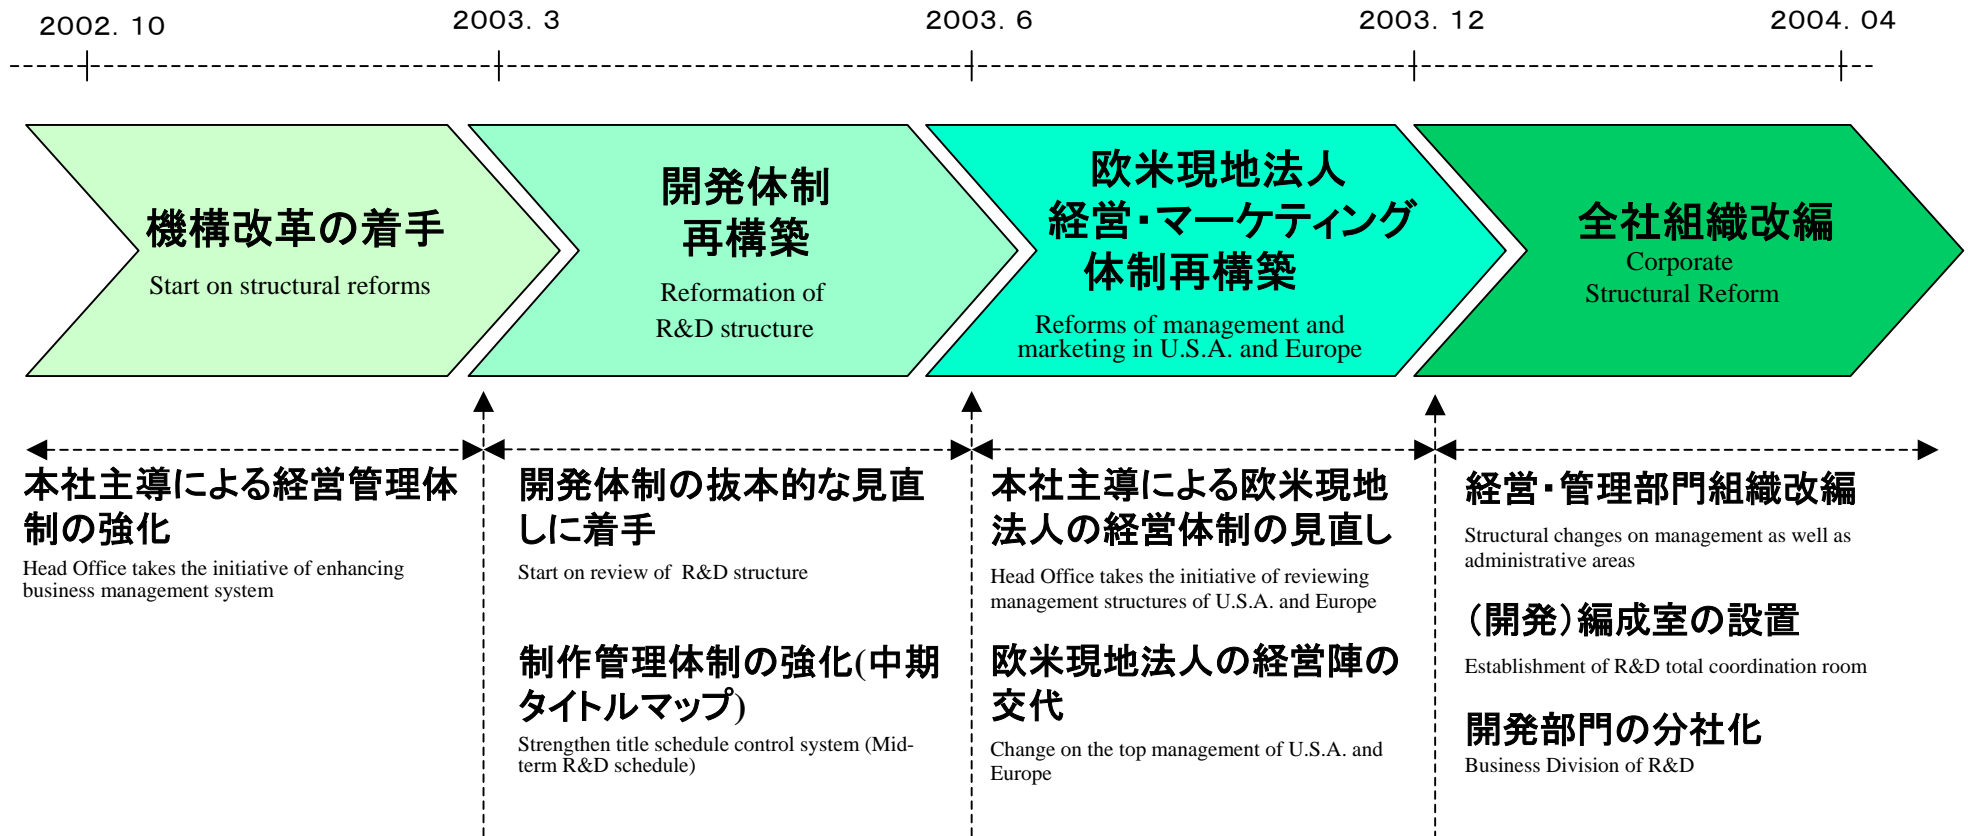 2002. 10
2003. 3
2003. 6
2003. 12
2004. 04
機構改革の着手
Start on structural reforms
開発体制
再構築
Reformation of
R&D structure
欧米現地法人
経営・マーケティング
体制再構築
Reforms of management and
marketing in U.S.A. and Europe
全社組織改編
Corporate
Structural Reform
本社主導による経営管理体
制の強化
Head Office takes the initiative of enhancing
business management system
開発体制の抜本的な見直
しに着手
Start on review of R&D structure
制作管理体制の強化(中期
タイトルマップ)
Strengthen title schedule control system (Mid-
term R&D schedule)
本社主導による欧米現地
法人の経営体制の見直し
Head Office takes the initiative of reviewing
management structures of U.S.A. and Europe
欧米現地法人の経営陣の
交代
Change on the top management of U.S.A. and
Europe
経営・管理部門組織改編
Structural changes on management as well as
administrative areas
（開発）編成室の設置
Establishment of R&D total coordination room
開発部門の分社化
Business Division of R&D